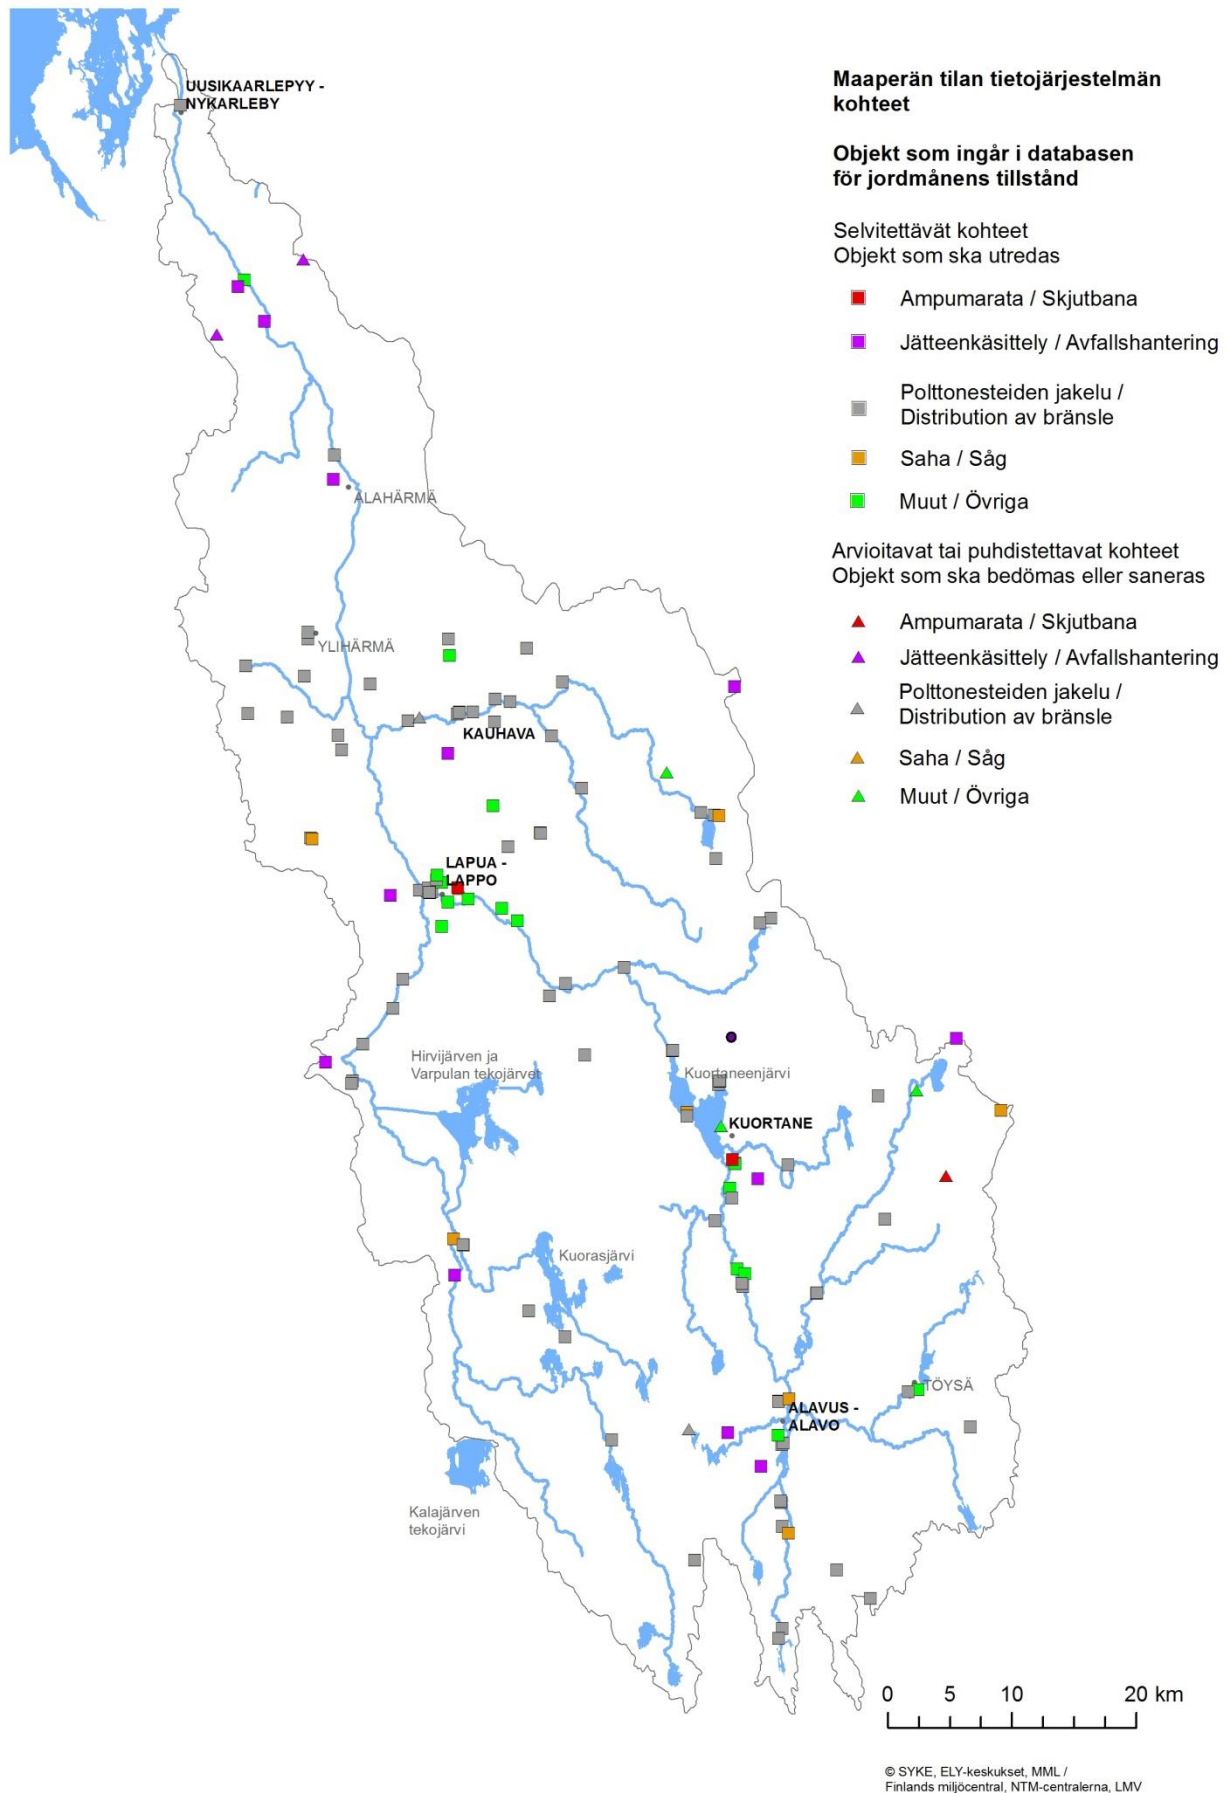 UUSIKAARLEPYY -
NYKARLEBY
ALAHÄRMÄ
YLIHÄRMÄ
KAUHAVA
LAPUA -
LAPPO
Hirvijärven ja
Varpulan tekojärvet
Kuortaneenjärvi
KUORTANE
Kuorasjärvi
TÖYSÄ
ALAVUS -
ALAVO
Kalajärven
tekojärvi
Maaperän tilan tietojärjestelmän
kohteet
Objekt som ingår i databasen
för jordmånens tillstånd
Selvitettävät kohteet
Objekt som ska utredas
Ampumarata / Skjutbana
Jätteenkäsittely / Avfallshantering
Polttonesteiden jakelu /
Distribution av bränsle
Saha / Såg
Muut / Övriga
Arvioitavat tai puhdistettavat kohteet
Objekt som ska bedömas eller saneras
Ampumarata / Skjutbana
Jätteenkäsittely / Avfallshantering
Polttonesteiden jakelu /
Distribution av bränsle
Saha / Såg
Muut / Övriga
0 5 10 20 km
© SYKE, ELY-keskukset, MML /
Finlands miljöcentral, NTM-centralerna, LMV